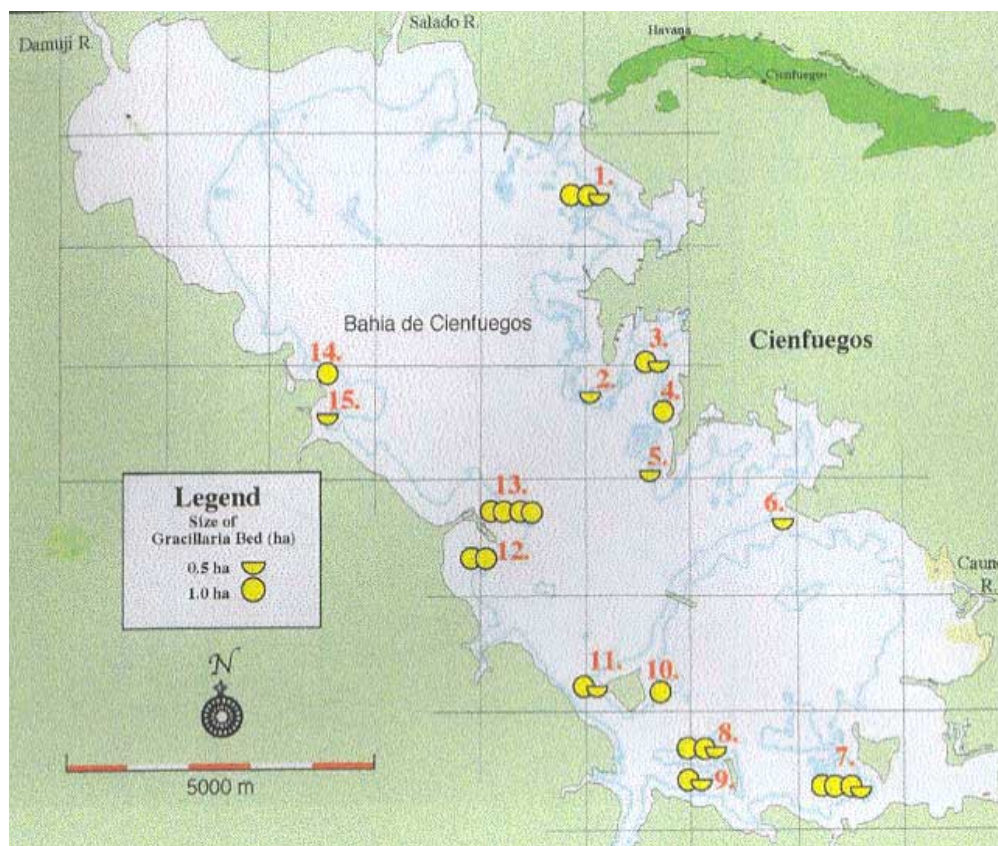 Salado R.
Damují R.
Havana
Cienfuegos
1.
Bahia de Cienfuegos
Cienfuegos
3.
14.
2.
4.
15.
5.
13.
6.
Legend
Size of
Gracillaria Bed (ha)
0.5 ha
1.0 ha
12.
R.
N
11.
10.
8.
7.
9.
5000 m